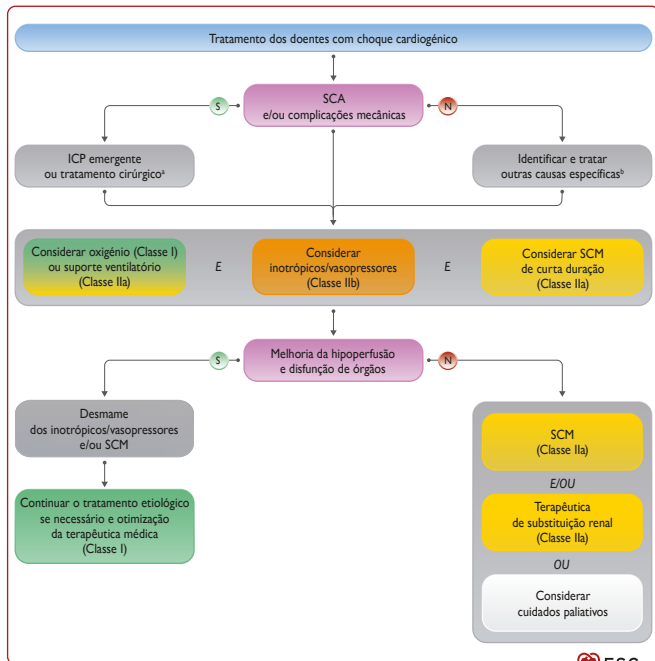 Tratamento dos doentes com choque cardiogénico
S
SCA
e/ou complicações mecânicas
N
ICP emergente
ou tratamento cirúrgicoᵃ
Identificar e tratar
outras causas específicasᵇ
Considerar oxigénio (Classe I)
ou suporte ventilatório
(Classe IIa)
E
Considerar
inotrópicos/vasopressores
(Classe IIb)
E
Considerar SCM
de curta duração
(Classe IIa)
S
Melhoria da hipoperfusão
e disfunção de órgãos
N
Desmame
dos inotrópicos/vasopressores
e/ou SCM
Continuar o tratamento etiológico
se necessário e otimização
da terapêutica médica
(Classe I)
SCM
(Classe IIa)
E/OU
Terapêutica
de substituição renal
(Classe IIa)
OU
Considerar
cuidados paliativos
ESC